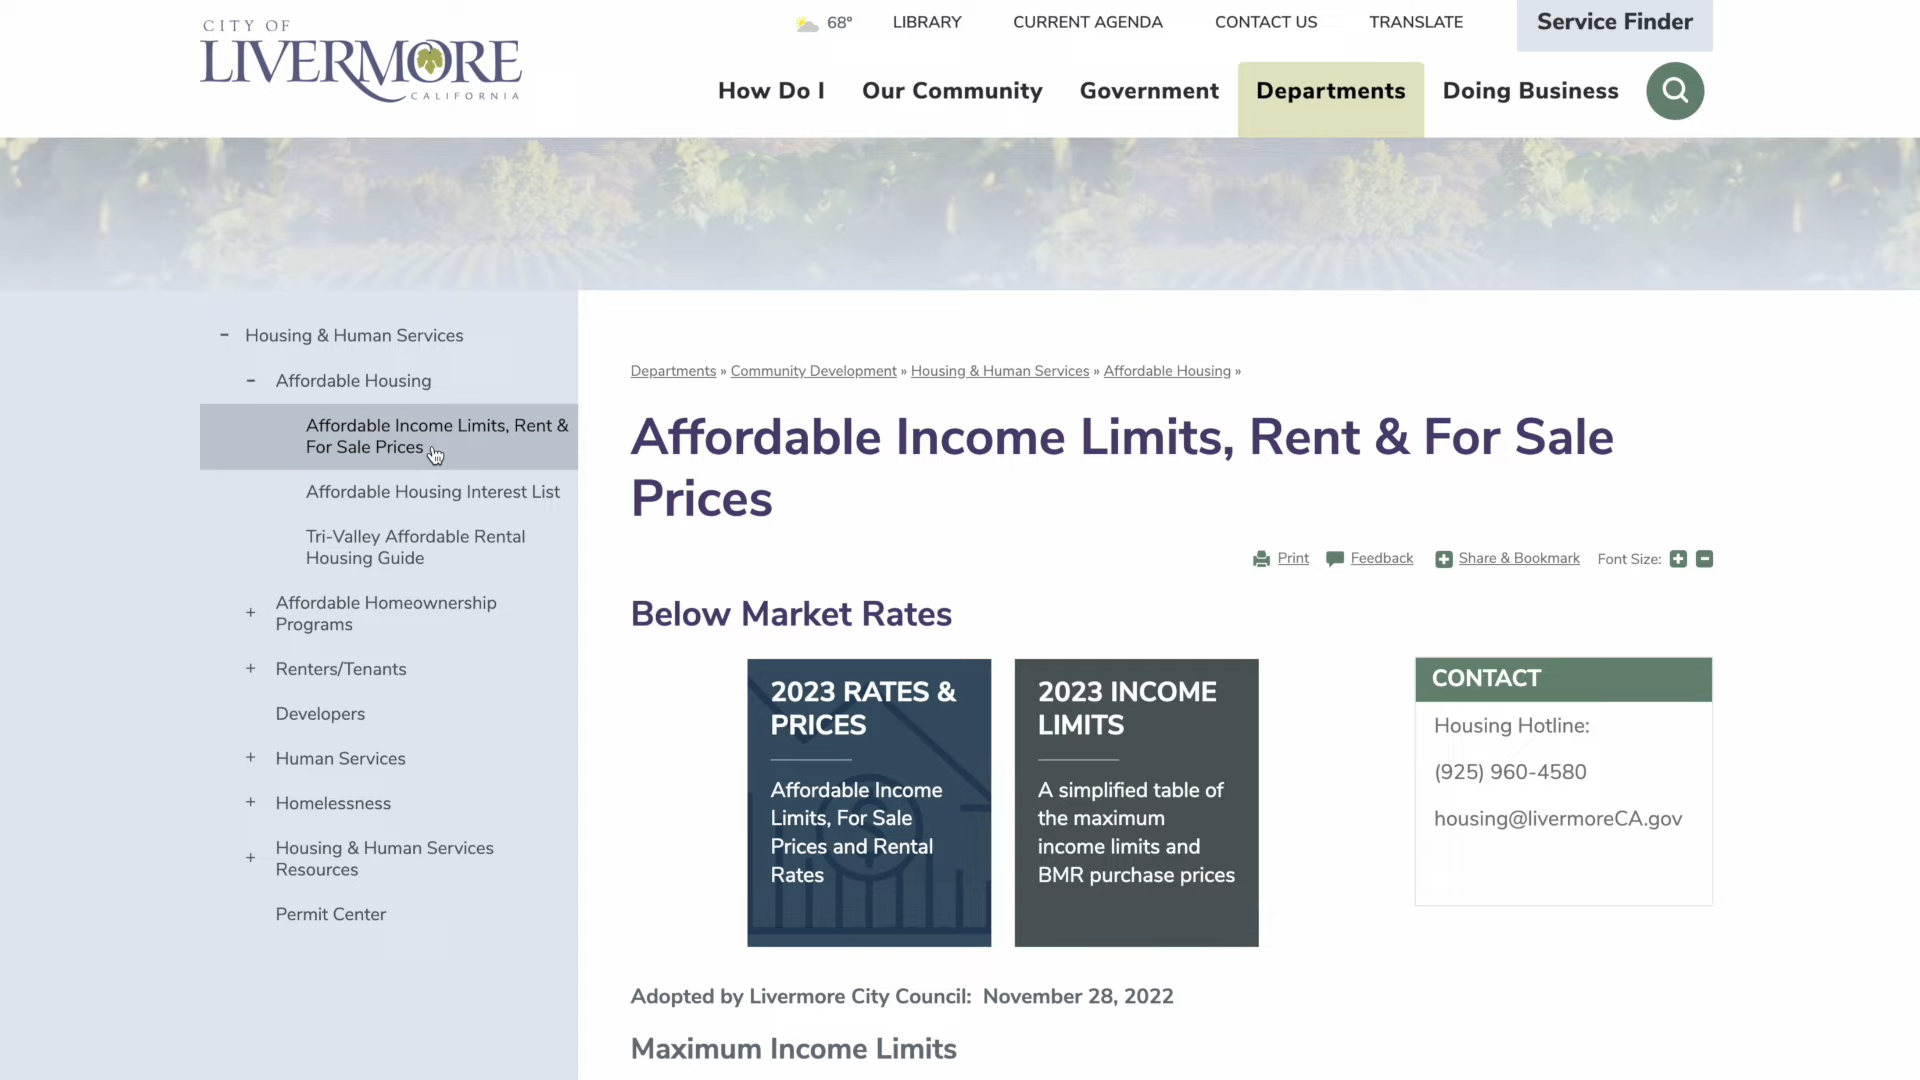 CITY OF
LIVERMORE
CALIFORNIA
68°
LIBRARY
CURRENT AGENDA
CONTACT US
TRANSLATE
Service Finder
How Do I
Our Community
Government
Departments
Doing Business
Housing & Human Services
Affordable Housing
Affordable Income Limits, Rent &
For Sale Prices
Affordable Housing Interest List
Tri-Valley Affordable Rental
Housing Guide
Affordable Homeownership
Programs
Renters/Tenants
Developers
Human Services
Homelessness
Housing & Human Services
Resources
Permit Center
Departments » Community Development » Housing & Human Services » Affordable Housing »
Affordable Income Limits, Rent & For Sale
Prices
Print
Feedback
Share & Bookmark
Font Size:
Below Market Rates
2023 RATES &
PRICES
Affordable Income
Limits, For Sale
Prices and Rental
Rates
2023 INCOME
LIMITS
A simplified table of
the maximum
income limits and
BMR purchase prices
CONTACT
Housing Hotline:
(925) 960-4580
housing@livermoreCA.gov
Adopted by Livermore City Council:  November 28, 2022
Maximum Income Limits